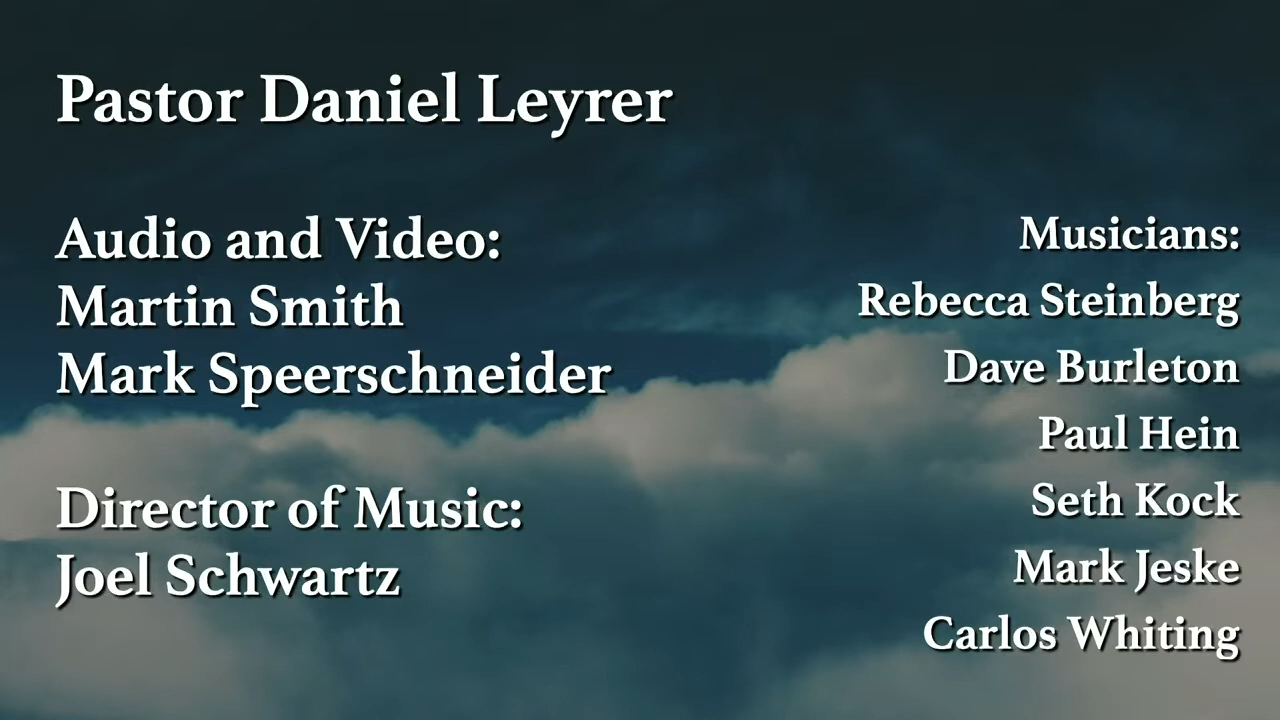 Pastor Daniel Leyrer
Audio and Video:
Martin Smith
Mark Speerschneider
Director of Music:
Joel Schwartz
Musicians:
Rebecca Steinberg
Dave Burleton
Paul Hein
Seth Kock
Mark Jeske
Carlos Whiting